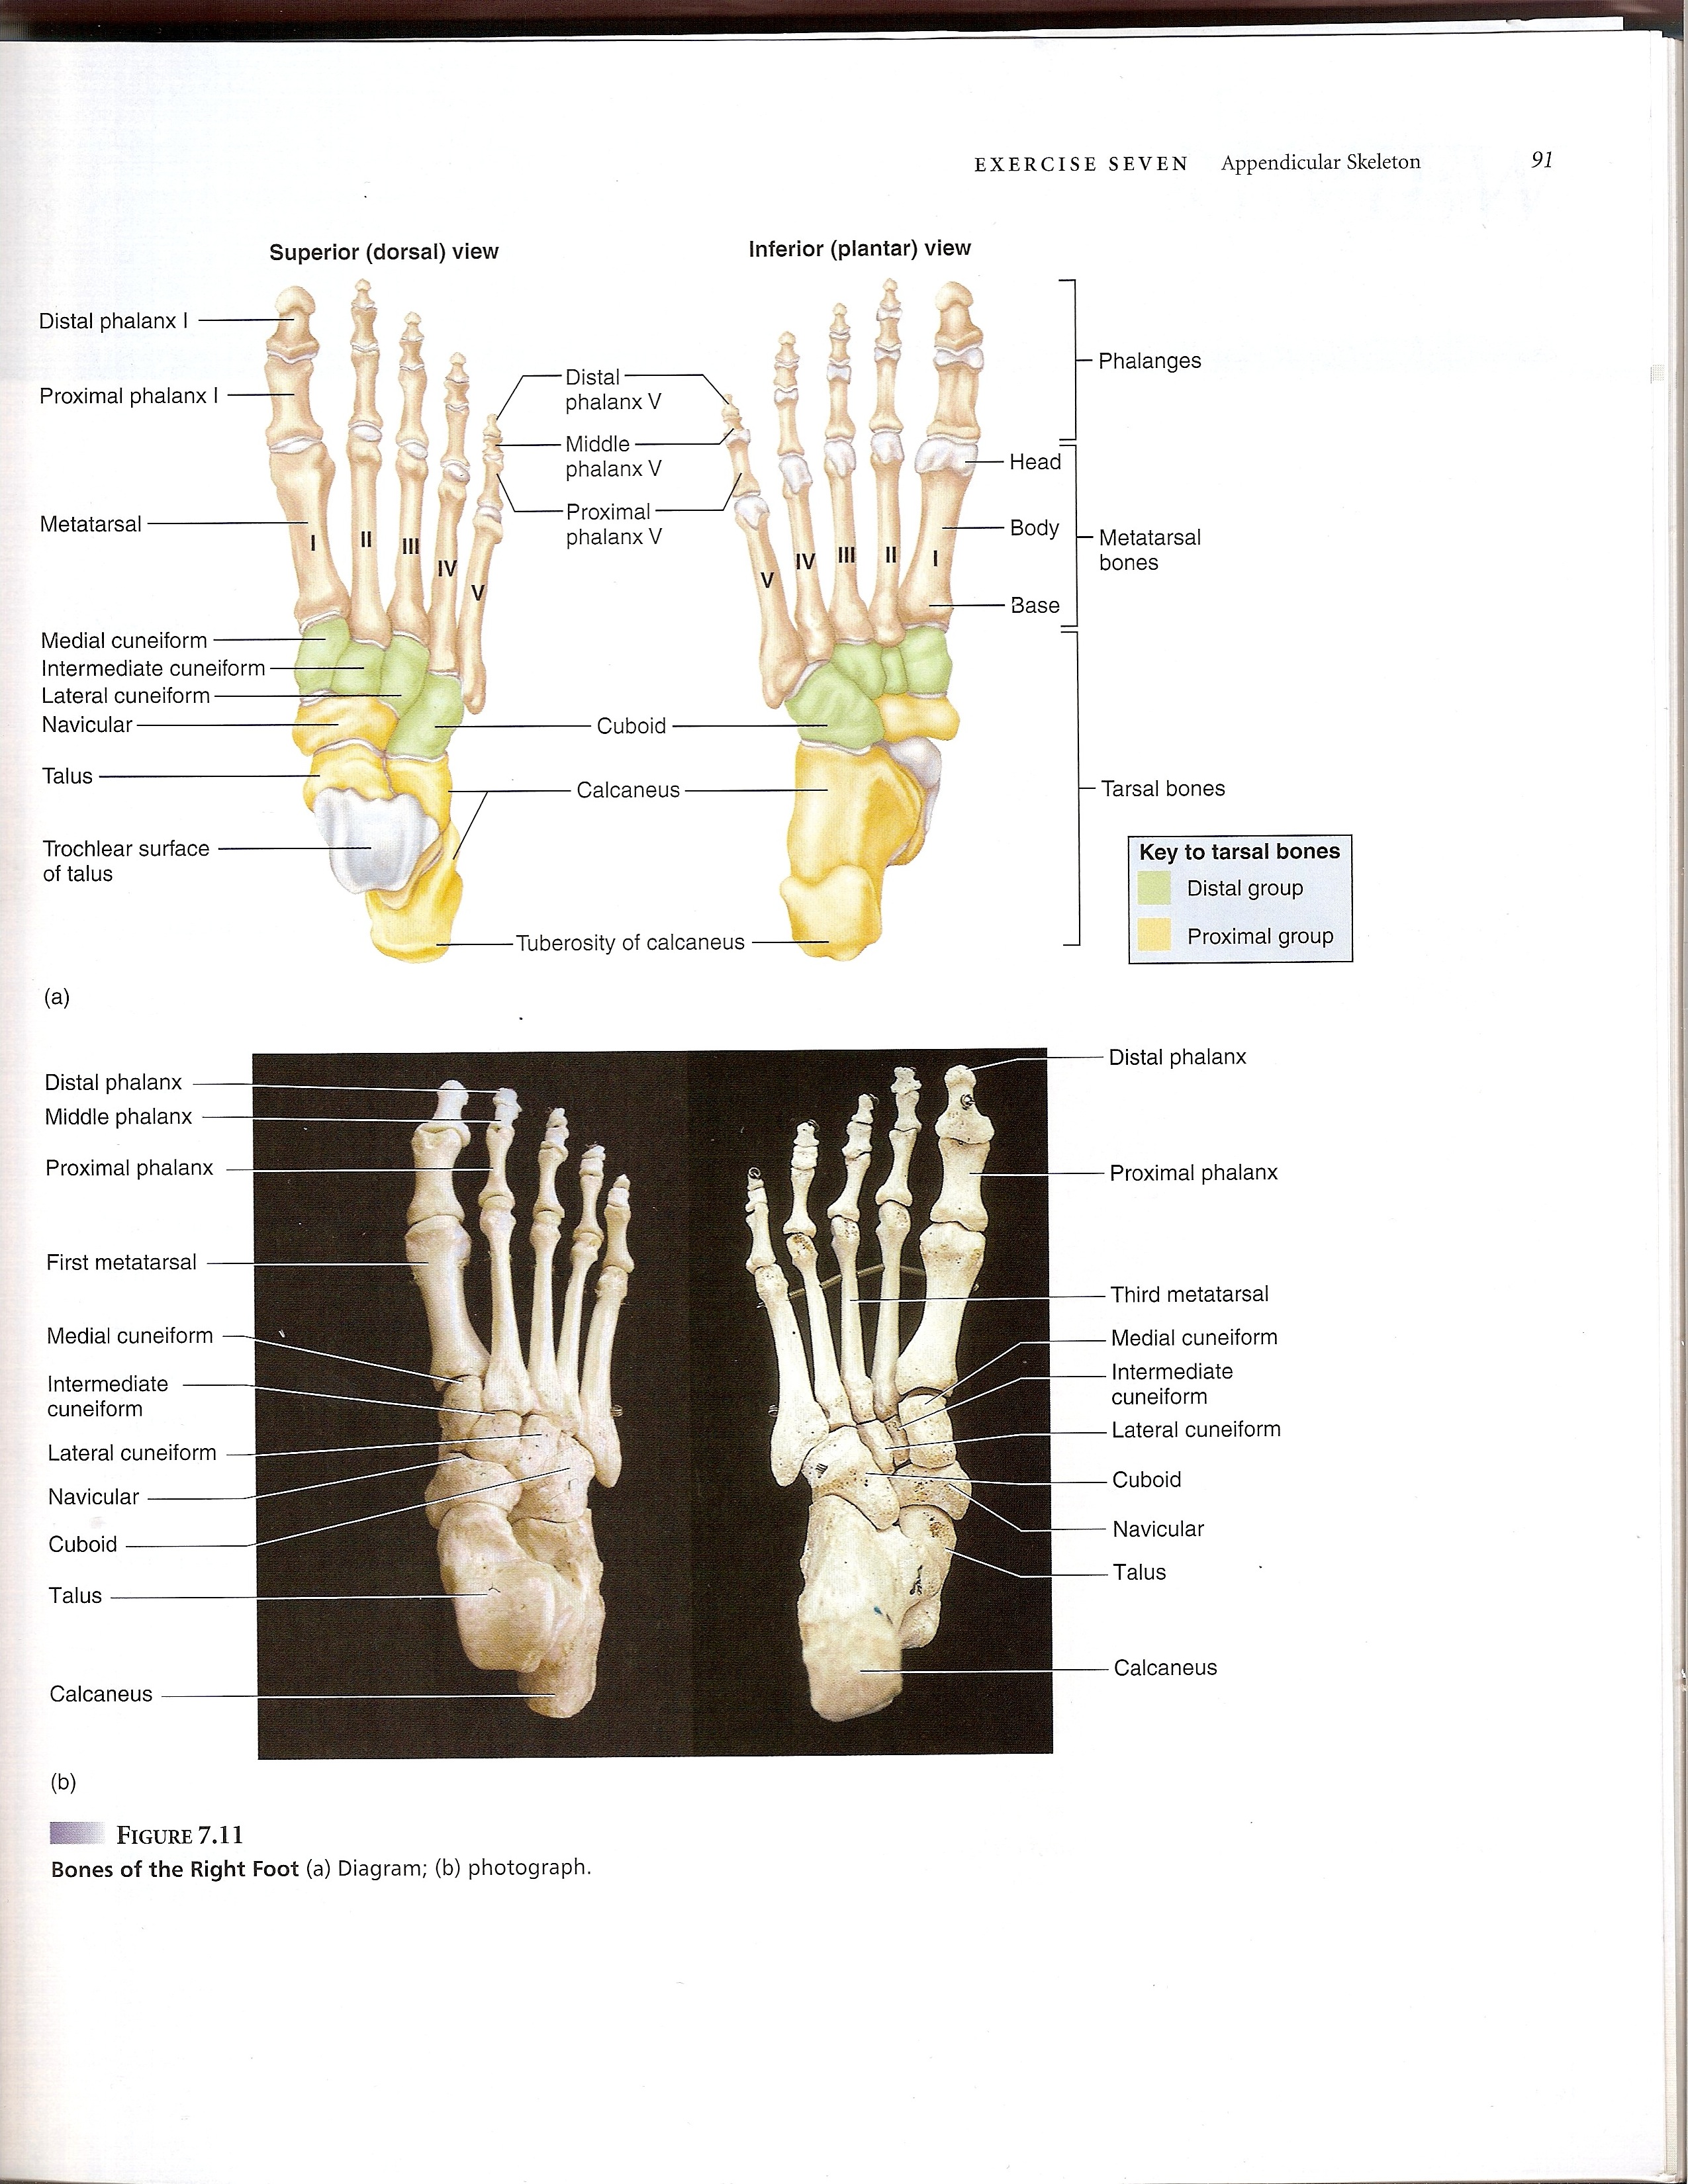 EXERCISE SEVEN Appendicular Skeleton 91
Superior (dorsal) view
Inferior (plantar) view
Distal phalanx I
Proximal phalanx I
Metatarsal
Medial cuneiform
Intermediate cuneiform
Lateral cuneiform
Navicular
Talus
Trochlear surface
of talus
I
II
III
IV
V
Distal
phalanx V
Middle
phalanx V
Proximal
phalanx V
Cuboid
Calcaneus
Tuberosity of calcaneus
V
IV
III
II
I
Phalanges
Head
Body
Base
Metatarsal
bones
Tarsal bones
Key to tarsal bones
Distal group
Proximal group
(a)
Distal phalanx
Middle phalanx
Proximal phalanx
First metatarsal
Medial cuneiform
Intermediate
cuneiform
Lateral cuneiform
Navicular
Cuboid
Talus
Calcaneus
Distal phalanx
Proximal phalanx
Third metatarsal
Medial cuneiform
Intermediate
cuneiform
Lateral cuneiform
Cuboid
Navicular
Talus
Calcaneus
(b)
FIGURE 7.11
Bones of the Right Foot (a) Diagram; (b) photograph.